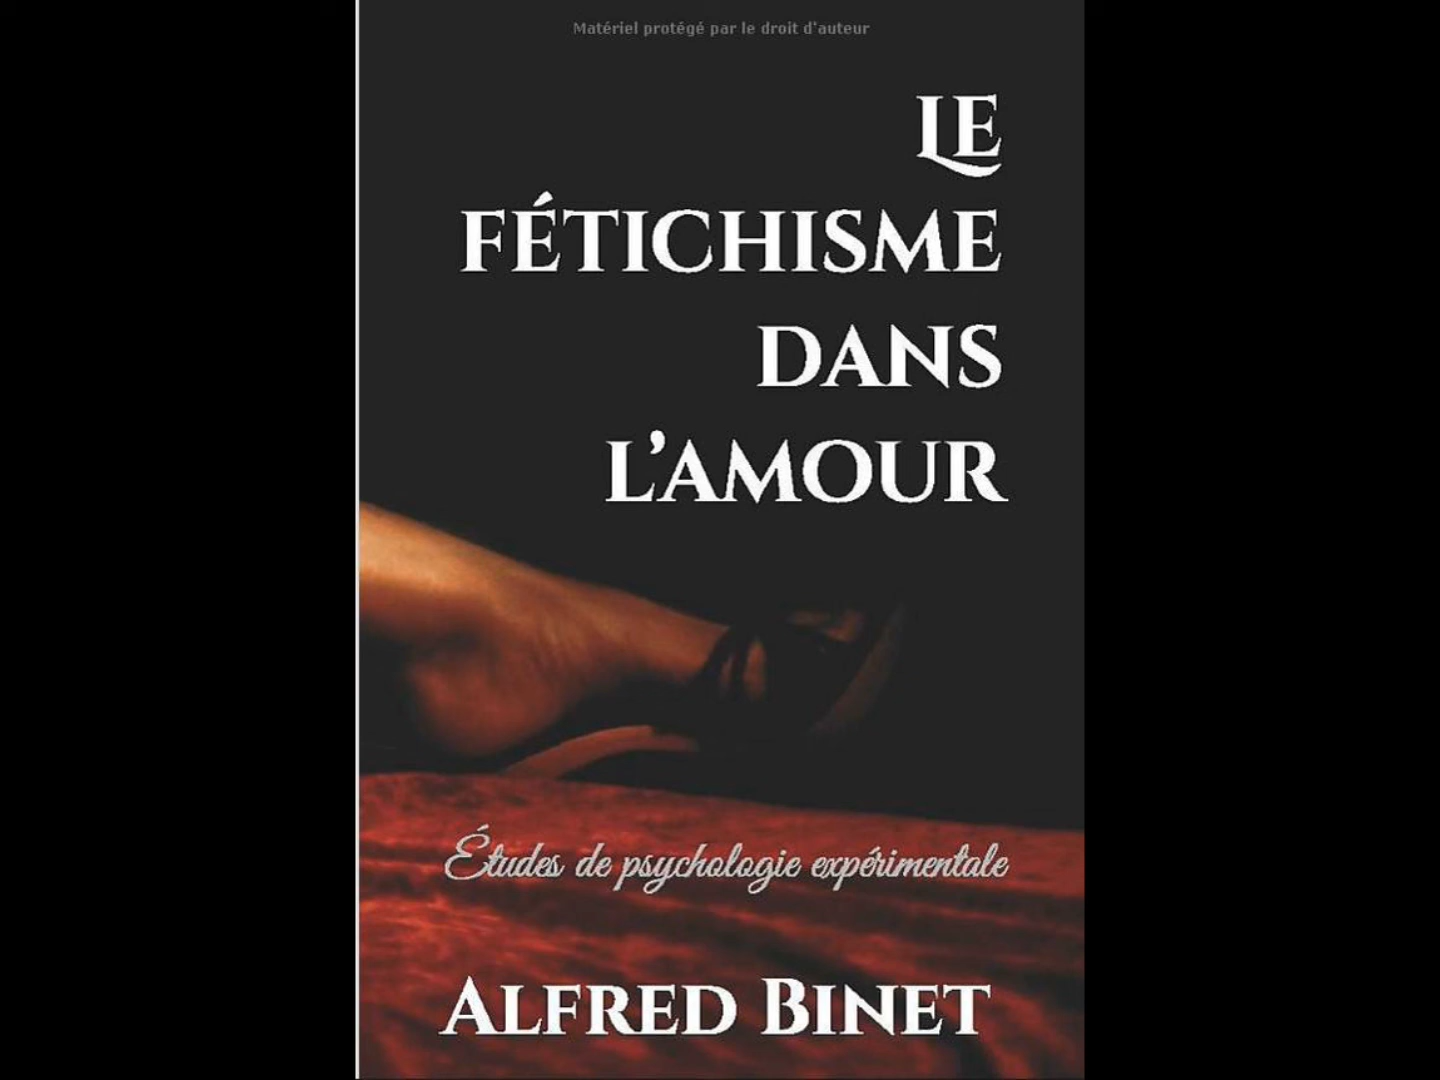 Matériel protégé par le droit d'auteur
LE
FÉTICHISME
DANS
L’AMOUR
Études de psychologie expérimentale
ALFRED BINET